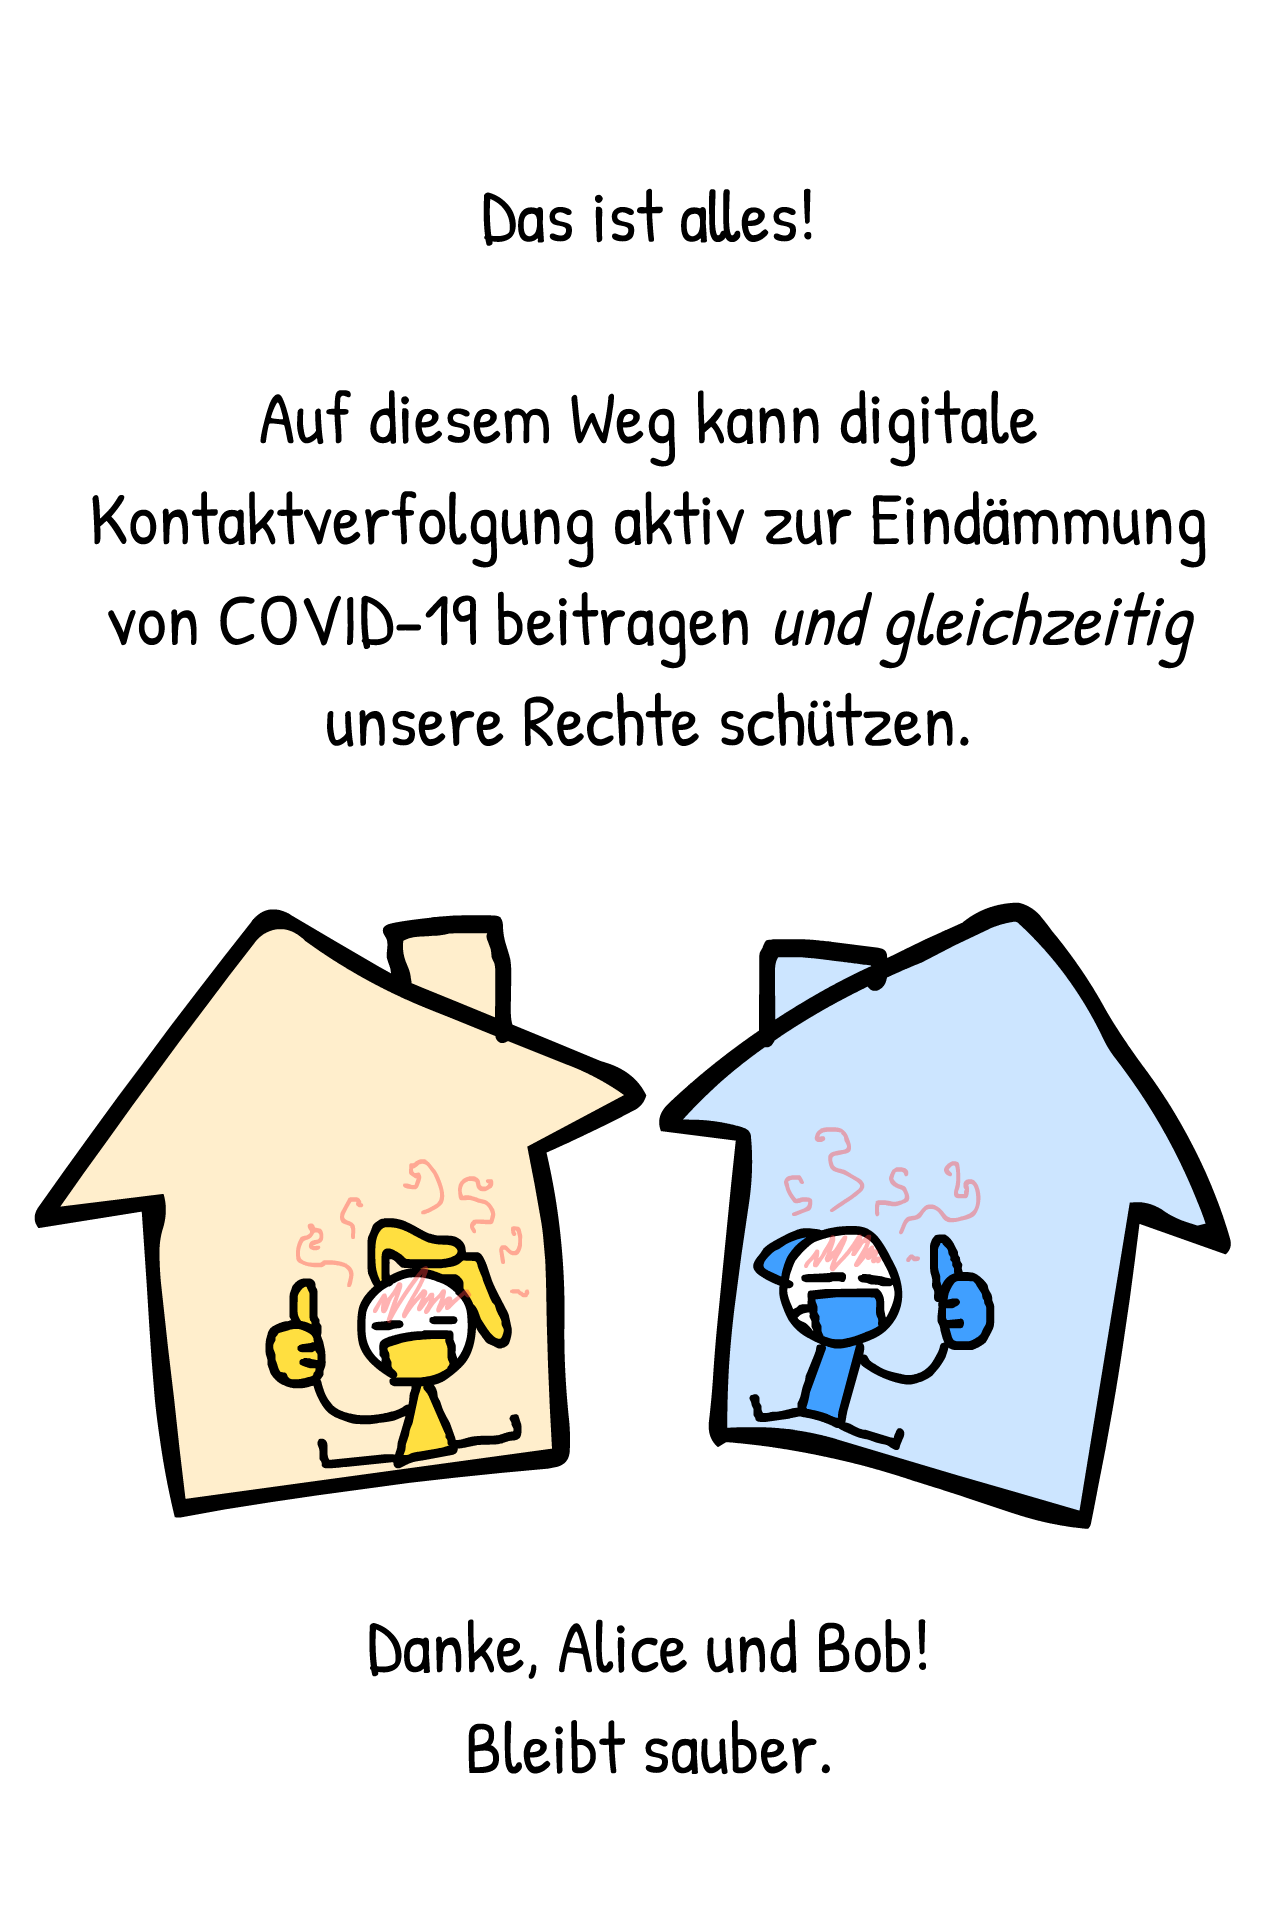 Das ist alles!
Auf diesem Weg kann digitale
Kontaktverfolgung aktiv zur Eindämmung
von COVID-19 beitragen und gleichzeitig
unsere Rechte schützen.
Danke, Alice und Bob!
Bleibt sauber.